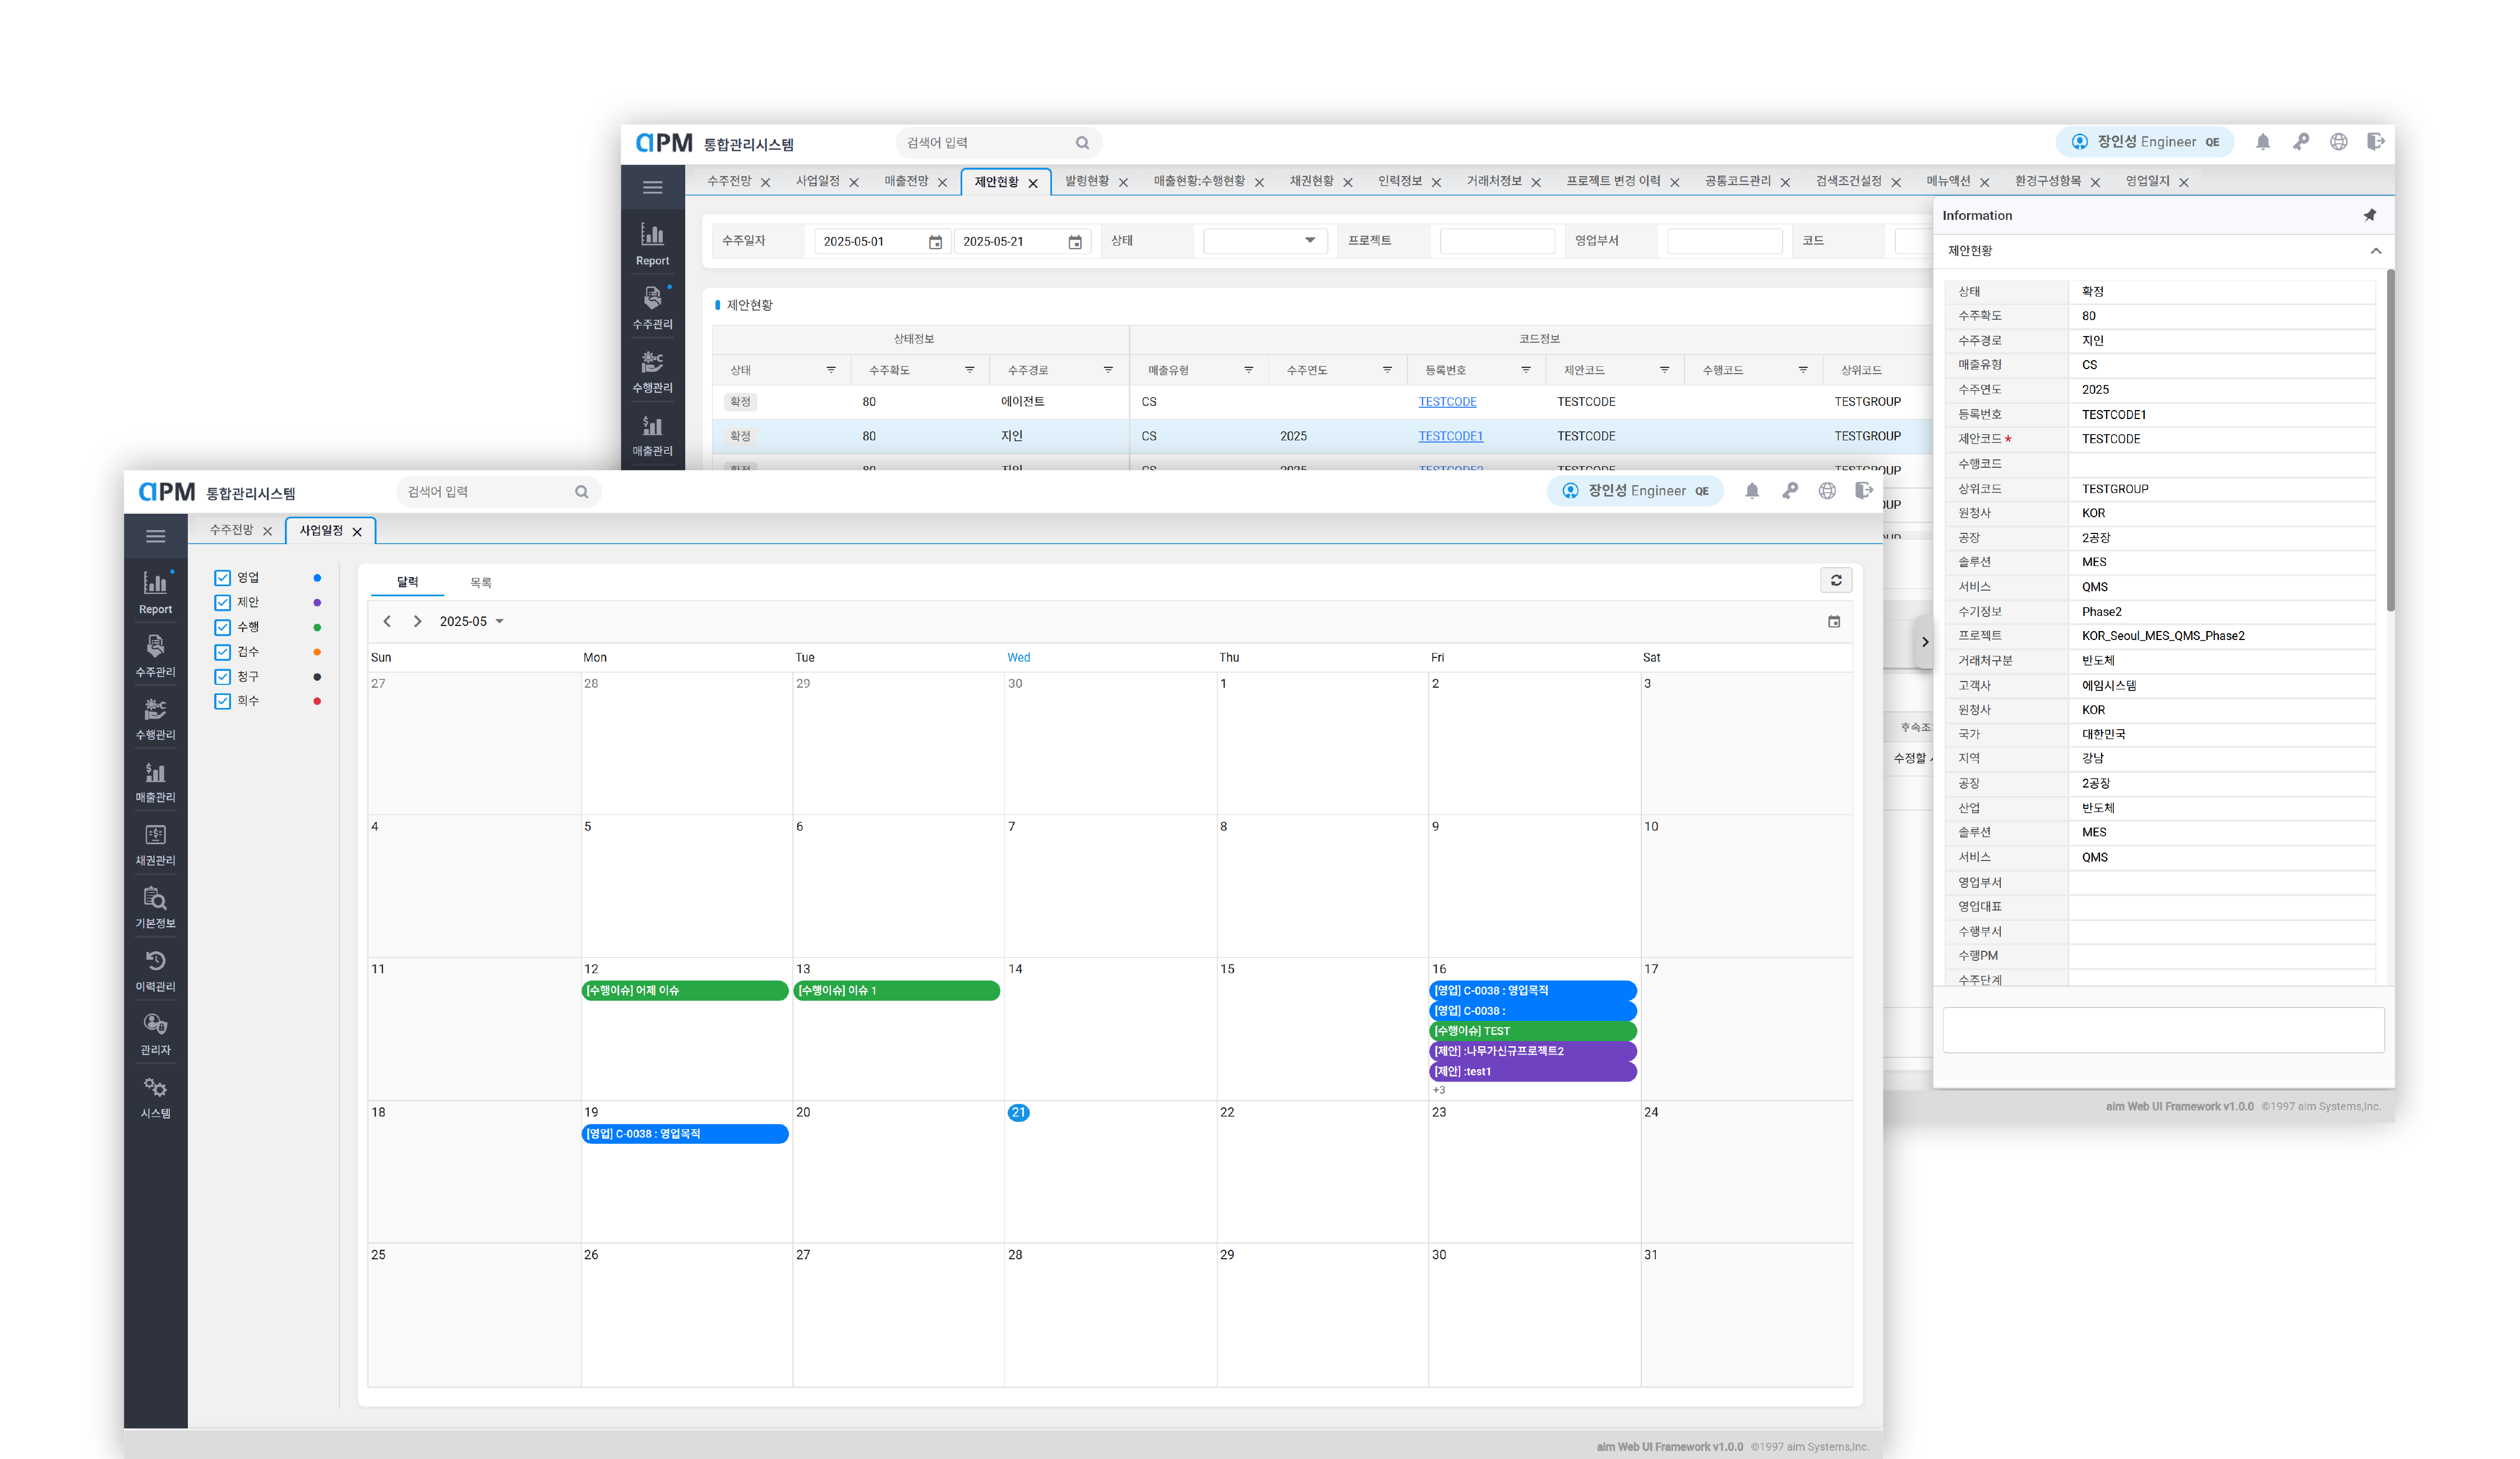 aPM 통합관리시스템 검색어 입력 장인성 Engineer QE
수주전망 사업일정 매출전망 제안현황 발령현황 매출현황:수행현황 채권현황 인력정보 거래처정보 프로젝트 변경 이력 공통코드관리 검색조건설정 메뉴액션 환경구성항목 영업일지
Report
수주관리
수행관리
매출관리
수주일자 2025-05-01 2025-05-21 상태 프로젝트 영업부서 코드
제안현황
상태정보 코드정보
상태 수주확도 수주경로 매출유형 수주연도 등록번호 제안코드 수행코드 상위코드
확정 80 에이전트 CS TESTCODE TESTCODE TESTGROUP
확정 80 지인 CS 2025 TESTCODE1 TESTCODE TESTGROUP
후속조
수정할
Information
제안현황
상태 확정
수주확도 80
수주경로 지인
매출유형 CS
수주연도 2025
등록번호 TESTCODE1
제안코드 * TESTCODE
수행코드
상위코드 TESTGROUP
원청사 KOR
공장 2공장
솔루션 MES
서비스 QMS
수기정보 Phase2
프로젝트 KOR_Seoul_MES_QMS_Phase2
거래처구분 반도체
고객사 에임시스템
원청사 KOR
국가 대한민국
지역 강남
공장 2공장
산업 반도체
솔루션 MES
서비스 QMS
영업부서
영업대표
수행부서
수행PM
수주단계
aim Web UI Framework v1.0.0 ©1997 aim Systems,Inc.
aPM 통합관리시스템 검색어 입력 장인성 Engineer QE
수주전망 사업일정
Report
수주관리
수행관리
매출관리
채권관리
기본정보
이력관리
관리자
시스템
영업
제안
수행
검수
청구
회수
달력 목록
2025-05
Sun Mon Tue Wed Thu Fri Sat
27 28 29 30 1 2 3
4 5 6 7 8 9 10
11 12 13 14 15 16 17
[수행이슈] 어제 이슈 [수행이슈] 이슈 1 [영업] C-0038 : 영업목적
[영업] C-0038 :
[수행이슈] TEST
[제안] :나무가신규프로젝트2
[제안] :test1
+3
18 19 20 21 22 23 24
[영업] C-0038 : 영업목적
25 26 27 28 29 30 31
aim Web UI Framework v1.0.0 ©1997 aim Systems,Inc.